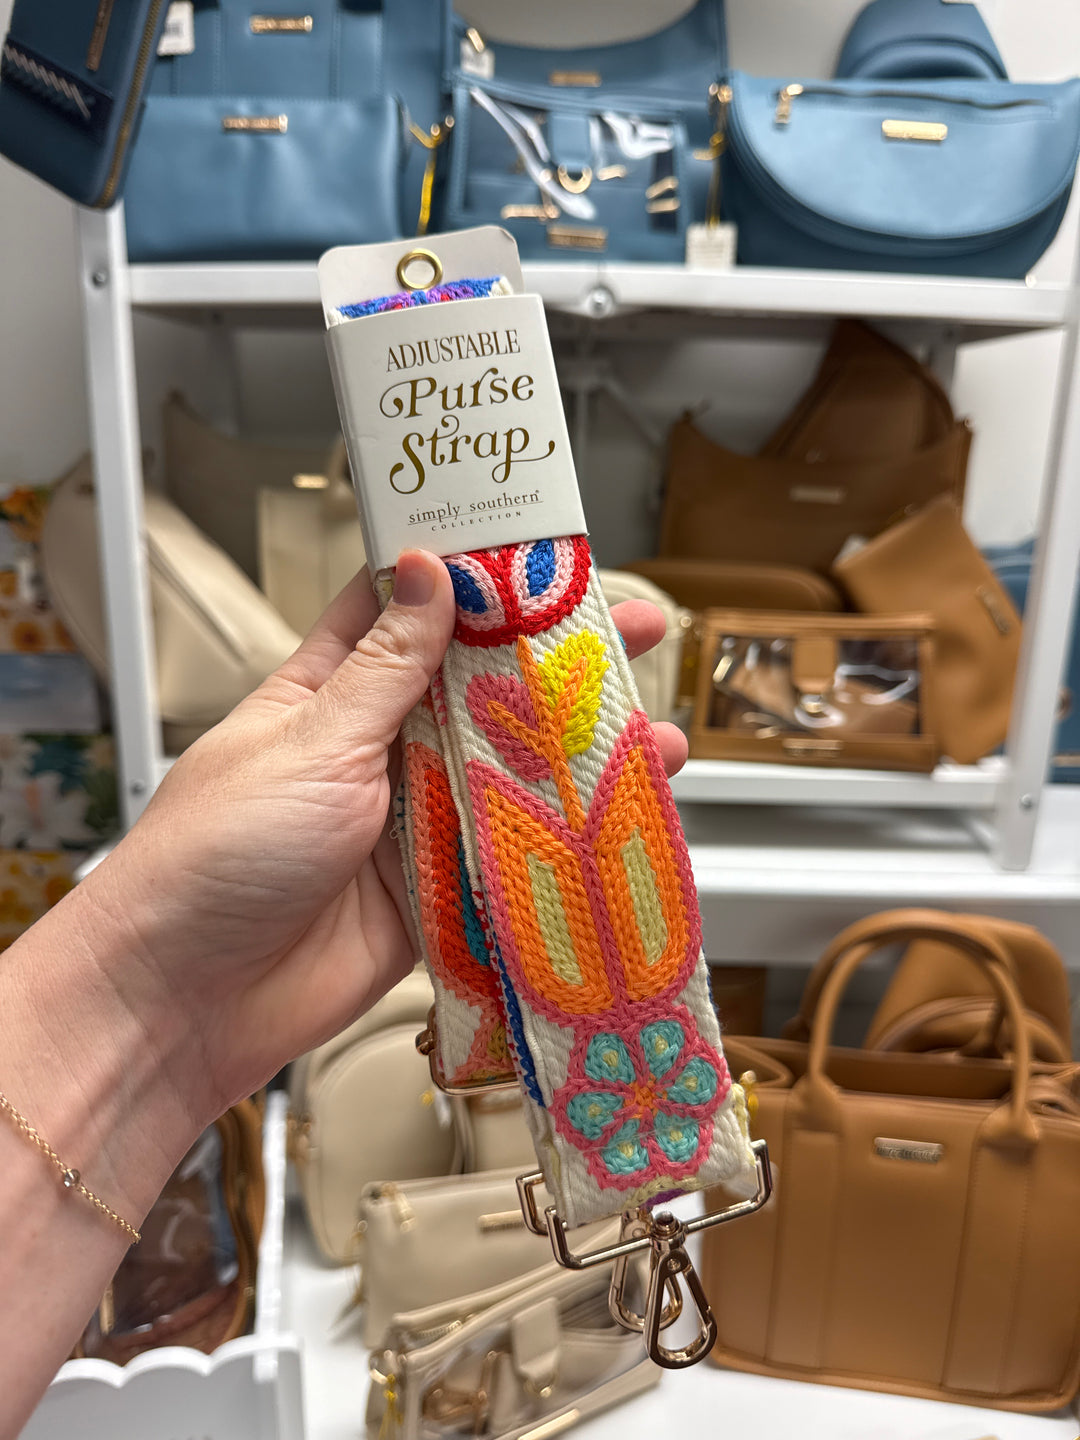 ADJUSTABLE
Purse
Strap
simply southern®
COLLECTION